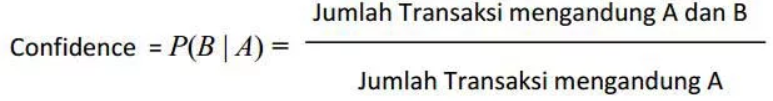 Jumlah Transaksi mengandung A dan B
Confidence = P(B | A) =
Jumlah Transaksi mengandung A